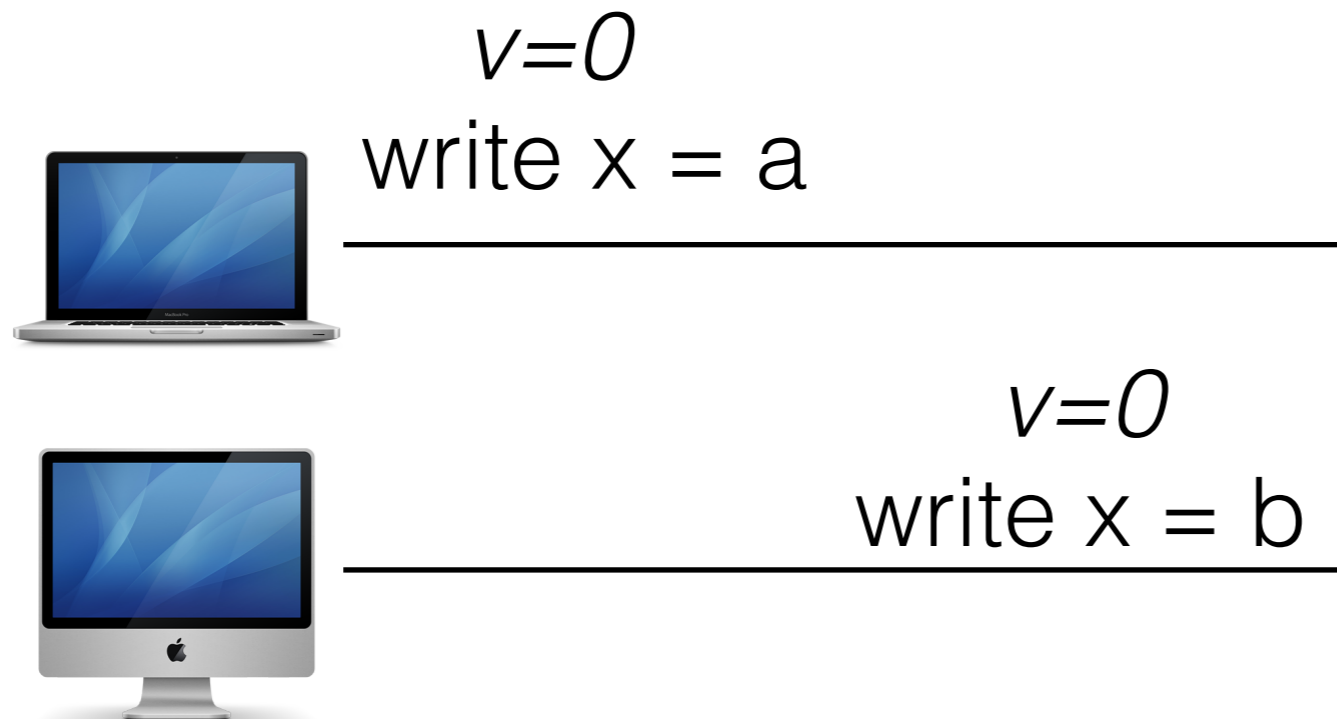 v=0
write x = a
v=0
write x = b